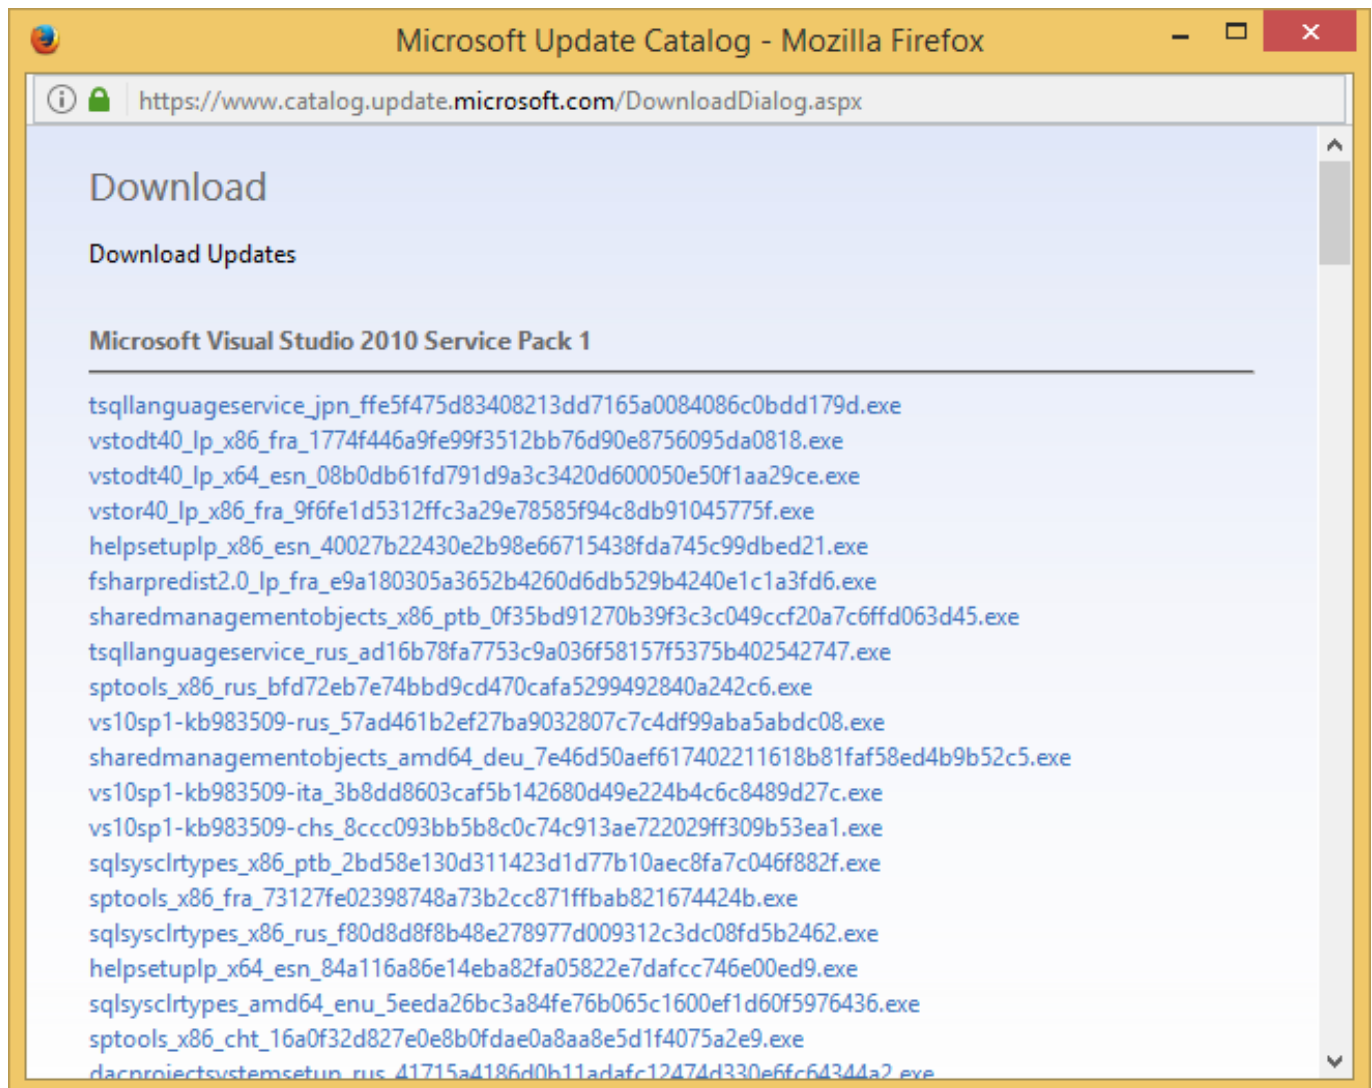 Microsoft Update Catalog - Mozilla Firefox
https://www.catalog.update.microsoft.com/DownloadDialog.aspx
Download
Download Updates
Microsoft Visual Studio 2010 Service Pack 1
tsqllanguageservice_jpn_ffe5f475d83408213dd7165a0084086c0bdd179d.exe
vstodt40_lp_x86_fra_1774f446a9fe99f3512bb76d90e8756095da0818.exe
vstodt40_lp_x64_esn_08b0db61fd791d9a3c3420d600050e50f1aa29ce.exe
vstor40_lp_x86_fra_9f6fe1d5312ffc3a29e78585f94c8db91045775f.exe
helpsetuplp_x86_esn_40027b22430e2b98e66715438fda745c99dbed21.exe
fsharpredist2.0_lp_fra_e9a180305a3652b4260d6db529b4240e1c1a3fd6.exe
sharedmanagementobjects_x86_ptb_0f35bd91270b39f3c3c049ccf20a7c6ffd063d45.exe
tsqllanguageservice_rus_ad16b78fa7753c9a036f58157f5375b402542747.exe
sptools_x86_rus_bfd72eb7e74bbd9cd470cafa5299492840a242c6.exe
vs10sp1-kb983509-rus_57ad461b2ef27ba9032807c7c4df99aba5abdc08.exe
sharedmanagementobjects_amd64_deu_7e46d50aef617402211618b81faf58ed4b9b52c5.exe
vs10sp1-kb983509-ita_3b8dd8603caf5b142680d49e224b4c6c8489d27c.exe
vs10sp1-kb983509-chs_8ccc093bb5b8c0c74c913ae722029ff309b53ea1.exe
sqlsysclrtypes_x86_ptb_2bd58e130d311423d1d77b10aec8fa7c046f882f.exe
sptools_x86_fra_73127fe02398748a73b2cc871ffbab821674424b.exe
sqlsysclrtypes_x86_rus_f80d8d8f8b48e278977d009312c3dc08fd5b2462.exe
helpsetuplp_x64_esn_84a116a86e14eba82fa05822e7dafcc746e00ed9.exe
sqlsysclrtypes_amd64_enu_5eeda26bc3a84fe76b065c1600ef1d60f5976436.exe
sptools_x86_cht_16a0f32d827e0e8b0fdae0a8aa8e5d1f4075a2e9.exe
dacprojectsystemsetup_rus_41715a4186d0b11adafc12474d330e6fc64344a2.exe